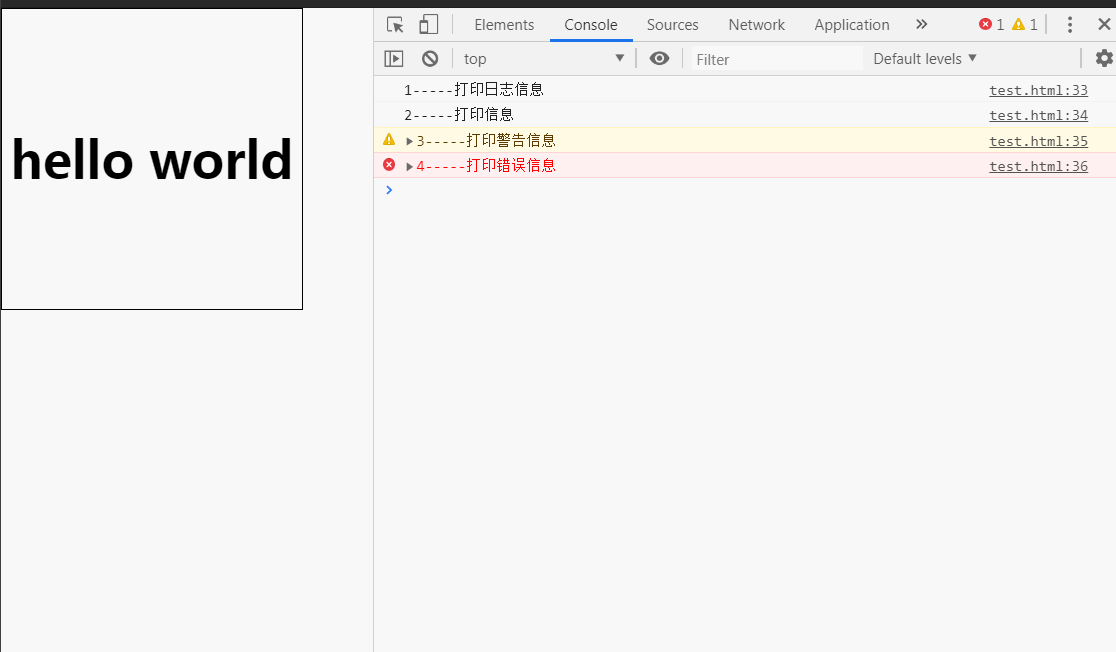 hello world
Elements Console Sources Network Application 1 1
top Filter Default levels
1-----打印日志信息 test.html:33
2-----打印信息 test.html:34
3-----打印警告信息 test.html:35
4-----打印错误信息 test.html:36